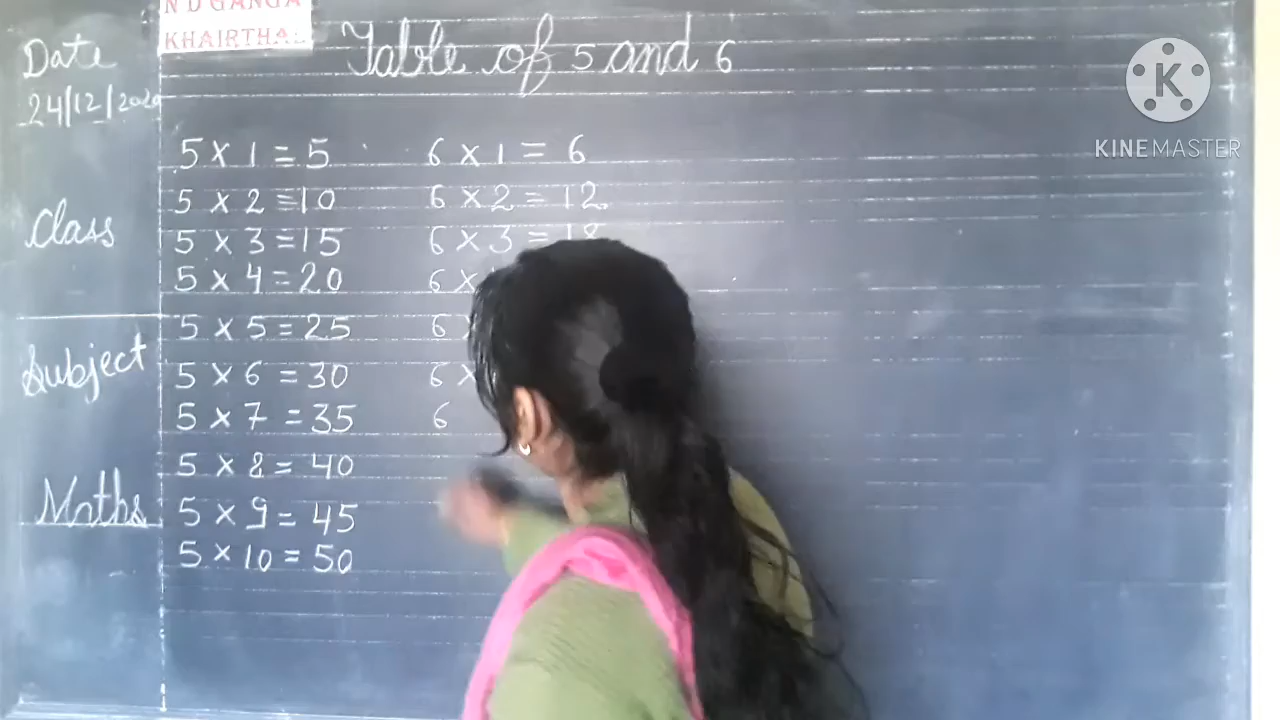 N D GANGA
KHAIRTHAL
Table of 5 and 6
Date
24/12/2020
Class
Subject
Maths
5 x 1 = 5
5 x 2 = 10
5 x 3 = 15
5 x 4 = 20
5 x 5 = 25
5 x 6 = 30
5 x 7 = 35
5 x 8 = 40
5 x 9 = 45
5 x 10 = 50
6 x 1 = 6
6 x 2 = 12
6 x 3 = 18
6 x
6 x
6 x
6
KINEMASTER